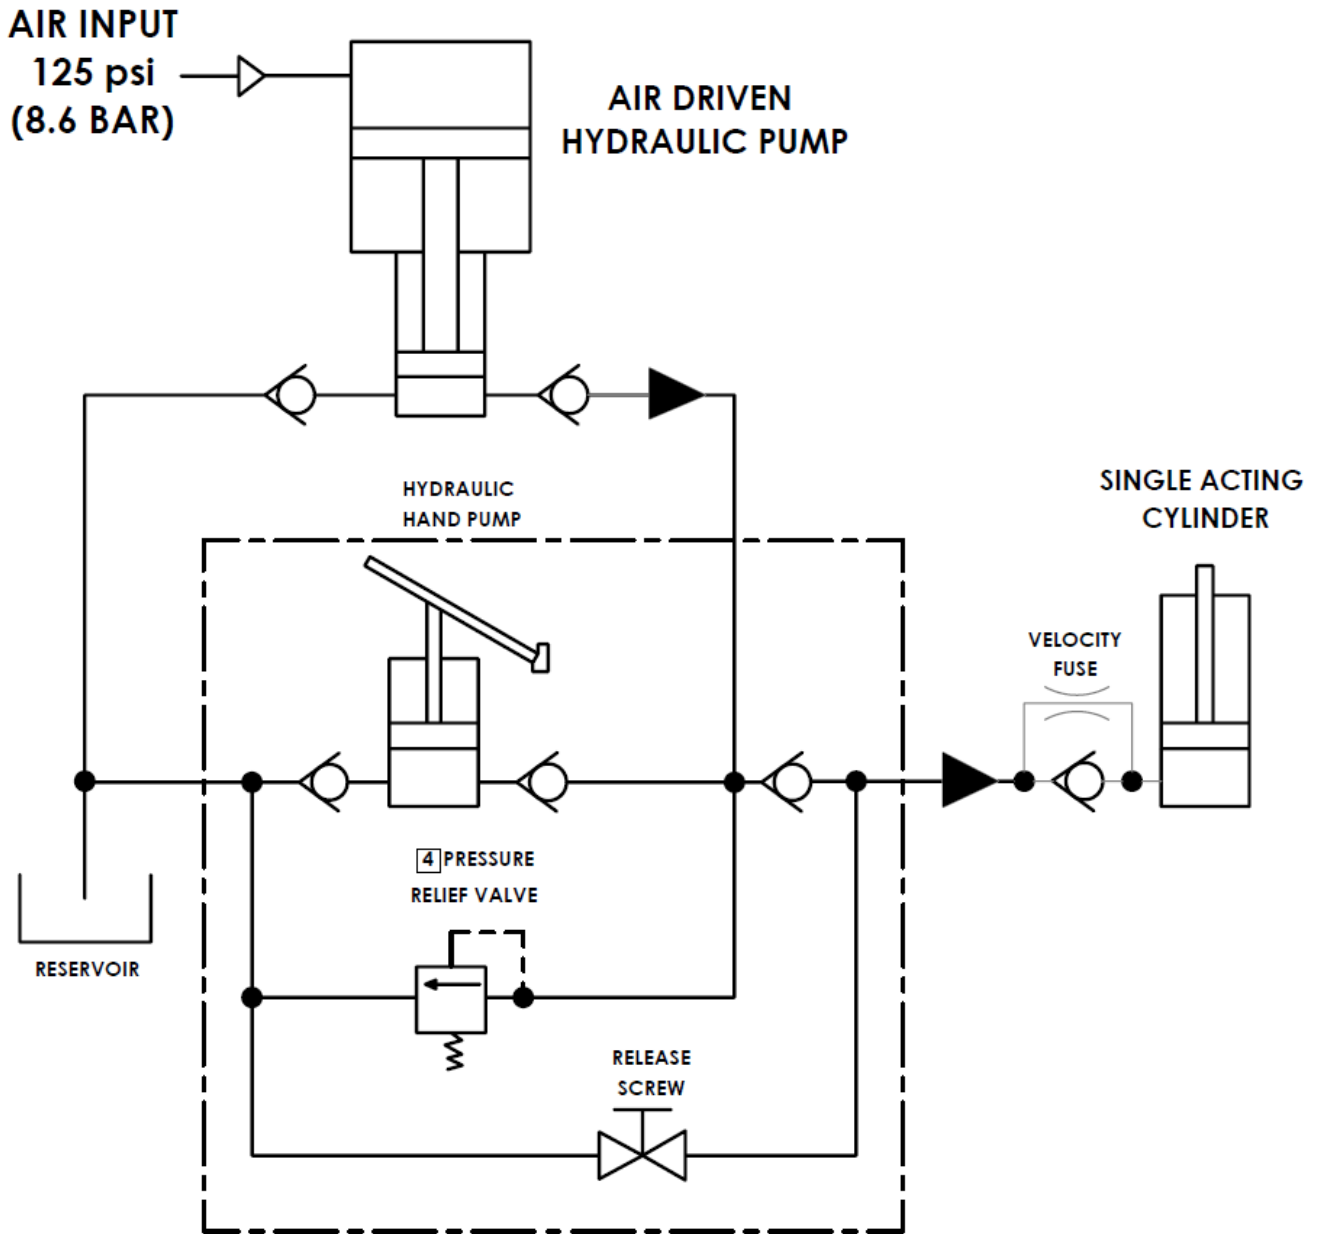 AIR INPUT
125 psi
(8.6 BAR)
AIR DRIVEN
HYDRAULIC PUMP
HYDRAULIC
HAND PUMP
SINGLE ACTING
CYLINDER
VELOCITY
FUSE
4 PRESSURE
RELIEF VALVE
RESERVOIR
RELEASE
SCREW